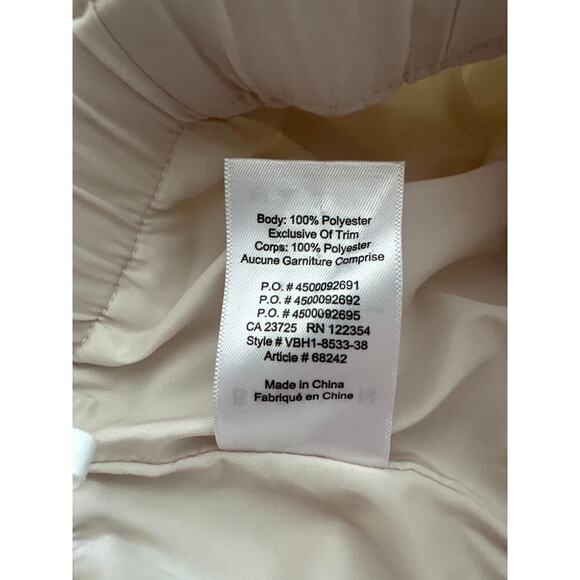 Body: 100% Polyester
Exclusive Of Trim
Corps: 100% Polyester
Aucune Garniture Comprise
P.O. # 4500092691
P.O. # 4500092692
P.O. # 4500092695
CA 23725 RN 122354
Style # VBH1-8533-38
Article # 68242
Made in China
Fabriqué en Chine